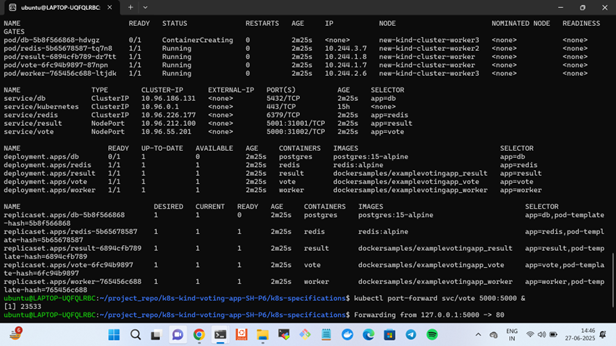 ubuntu@LAPTOP-UQFQLRBC: ~/
NAME READY STATUS RESTARTS AGE IP NODE NOMINATED NODE READINESS
GATES
pod/db-5b8f566868-hdvgz 0/1 ContainerCreating 0 2m25s <none> new-kind-cluster-worker3 <none> <none>
pod/redis-5b65678587-tq7n8 1/1 Running 0 2m25s 10.244.3.7 new-kind-cluster-worker2 <none> <none>
pod/result-6894cfb789-dz7tt 1/1 Running 0 2m25s 10.244.1.8 new-kind-cluster-worker <none> <none>
pod/vote-6fc94b9897-87npn 1/1 Running 0 2m25s 10.244.1.7 new-kind-cluster-worker <none> <none>
pod/worker-765456c688-ltjdk 1/1 Running 0 2m25s 10.244.2.6 new-kind-cluster-worker3 <none> <none>
NAME TYPE CLUSTER-IP EXTERNAL-IP PORT(S) AGE SELECTOR
service/db ClusterIP 10.96.186.131 <none> 5432/TCP 2m25s app=db
service/kubernetes ClusterIP 10.96.0.1 <none> 443/TCP 15h <none>
service/redis ClusterIP 10.96.226.177 <none> 6379/TCP 2m25s app=redis
service/result NodePort 10.96.212.100 <none> 5001:31001/TCP 2m25s app=result
service/vote NodePort 10.96.55.201 <none> 5000:31002/TCP 2m25s app=vote
NAME READY UP-TO-DATE AVAILABLE AGE CONTAINERS IMAGES SELECTOR
deployment.apps/db 0/1 1 0 2m25s postgres postgres:15-alpine app=db
deployment.apps/redis 1/1 1 1 2m25s redis redis:alpine app=redis
deployment.apps/result 1/1 1 1 2m25s result dockersamples/examplevotingapp_result app=result
deployment.apps/vote 1/1 1 1 2m25s vote dockersamples/examplevotingapp_vote app=vote
deployment.apps/worker 1/1 1 1 2m25s worker dockersamples/examplevotingapp_worker app=worker
NAME DESIRED CURRENT READY AGE CONTAINERS IMAGES SELECTOR
replicaset.apps/db-5b8f566868 1 1 0 2m25s postgres postgres:15-alpine app=db,pod-template
-hash=5b8f566868
replicaset.apps/redis-5b65678587 1 1 1 2m25s redis redis:alpine app=redis,pod-templ
ate-hash=5b65678587
replicaset.apps/result-6894cfb789 1 1 1 2m25s result dockersamples/examplevotingapp_result app=result,pod-temp
late-hash=6894cfb789
replicaset.apps/vote-6fc94b9897 1 1 1 2m25s vote dockersamples/examplevotingapp_vote app=vote,pod-templa
te-hash=6fc94b9897
replicaset.apps/worker-765456c688 1 1 1 2m25s worker dockersamples/examplevotingapp_worker app=worker,pod-temp
late-hash=765456c688
ubuntu@LAPTOP-UQFQLRBC:~/project_repo/k8s-kind-voting-app-SH-P6/k8s-specifications$ kubectl port-forward svc/vote 5000:5000 &
[1] 23533
ubuntu@LAPTOP-UQFQLRBC:~/project_repo/k8s-kind-voting-app-SH-P6/k8s-specifications$ Forwarding from 127.0.0.1:5000 -> 80
ENG
IN
14:46
27-06-2025